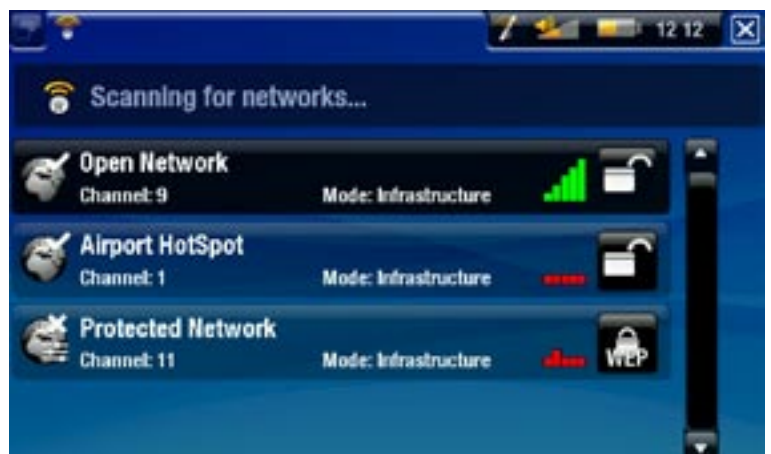 12 12
Scanning for networks...
Open Network
Channel: 9 Mode: Infrastructure
Airport HotSpot
Channel: 1 Mode: Infrastructure
Protected Network
Channel: 11 Mode: Infrastructure
WEP